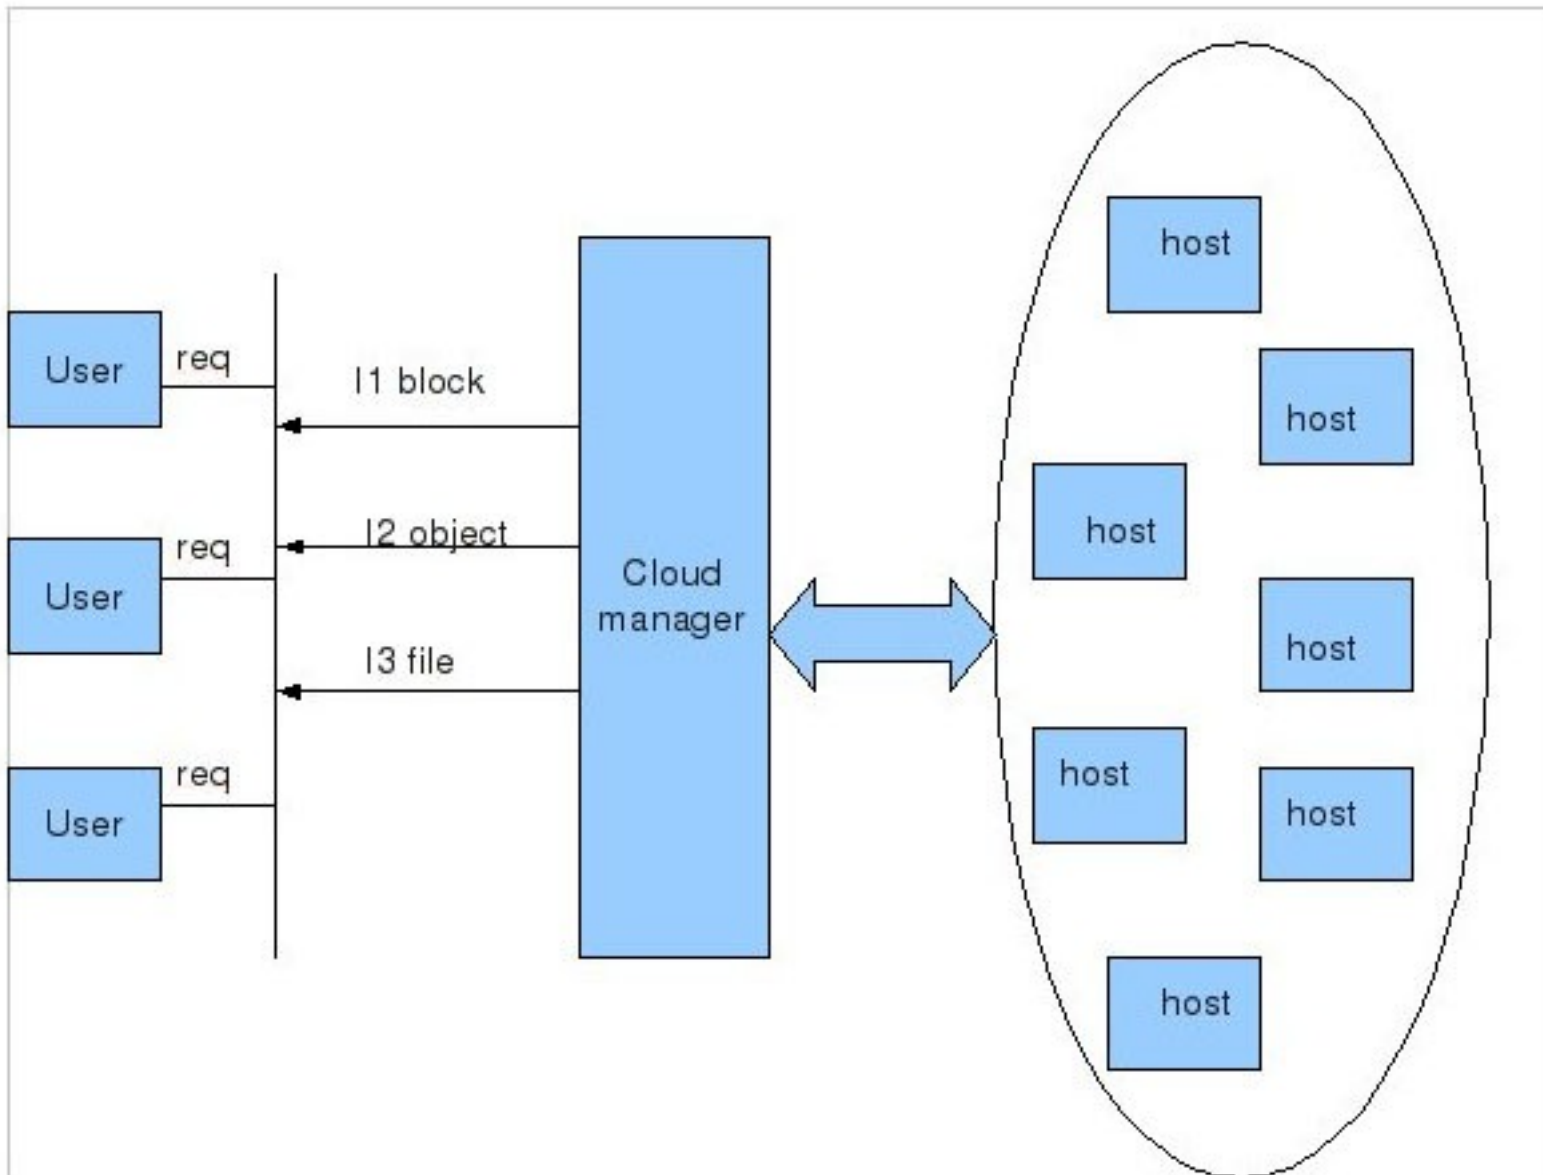 User
req
User
req
User
req
I1 block
I2 object
I3 file
Cloud
manager
host
host
host
host
host
host
host